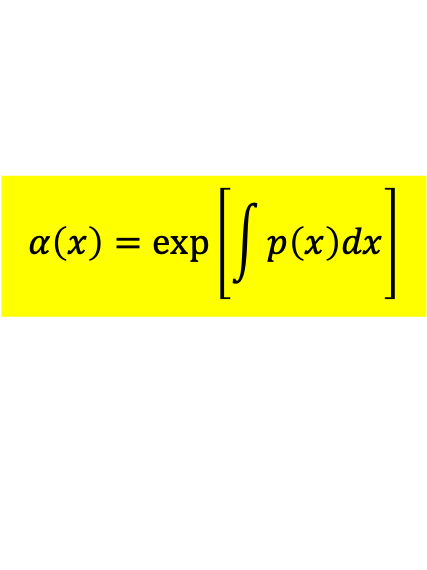 α(x) = exp[∫ p(x)dx]